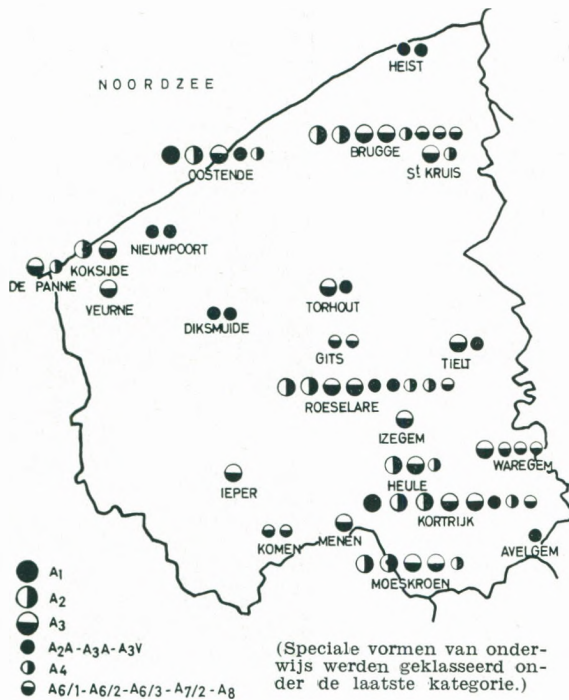 HEIST
NOORDZEE
BRUGGE
St KRUIS
OOSTENDE
NIEUWPOORT
KOKSIJDE
DE PANNE
VEURNE
TORHOUT
DIKSMUIDE
GITS
TIELT
ROESELARE
IZEGEM
WAREGEM
HEULE
IEPER
KORTRIJK
MENEN
KOMEN
AVELGEM
MOESKROEN
A1
A2
A3
A2A-A3A-A3V
A4
A6/1-A6/2-A6/3-A7/2-A8
(Speciale vormen van onder-
wijs werden geklasseerd on-
der de laatste kategorie.)